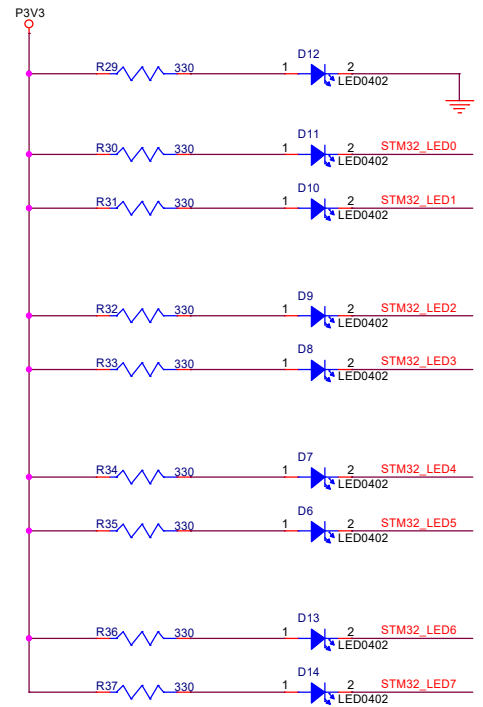 P3V3
R29 330 1 D12 2 LED0402
R30 330 1 D11 2 LED0402 STM32_LED0
R31 330 1 D10 2 LED0402 STM32_LED1
R32 330 1 D9 2 LED0402 STM32_LED2
R33 330 1 D8 2 LED0402 STM32_LED3
R34 330 1 D7 2 LED0402 STM32_LED4
R35 330 1 D6 2 LED0402 STM32_LED5
R36 330 1 D13 2 LED0402 STM32_LED6
R37 330 1 D14 2 LED0402 STM32_LED7